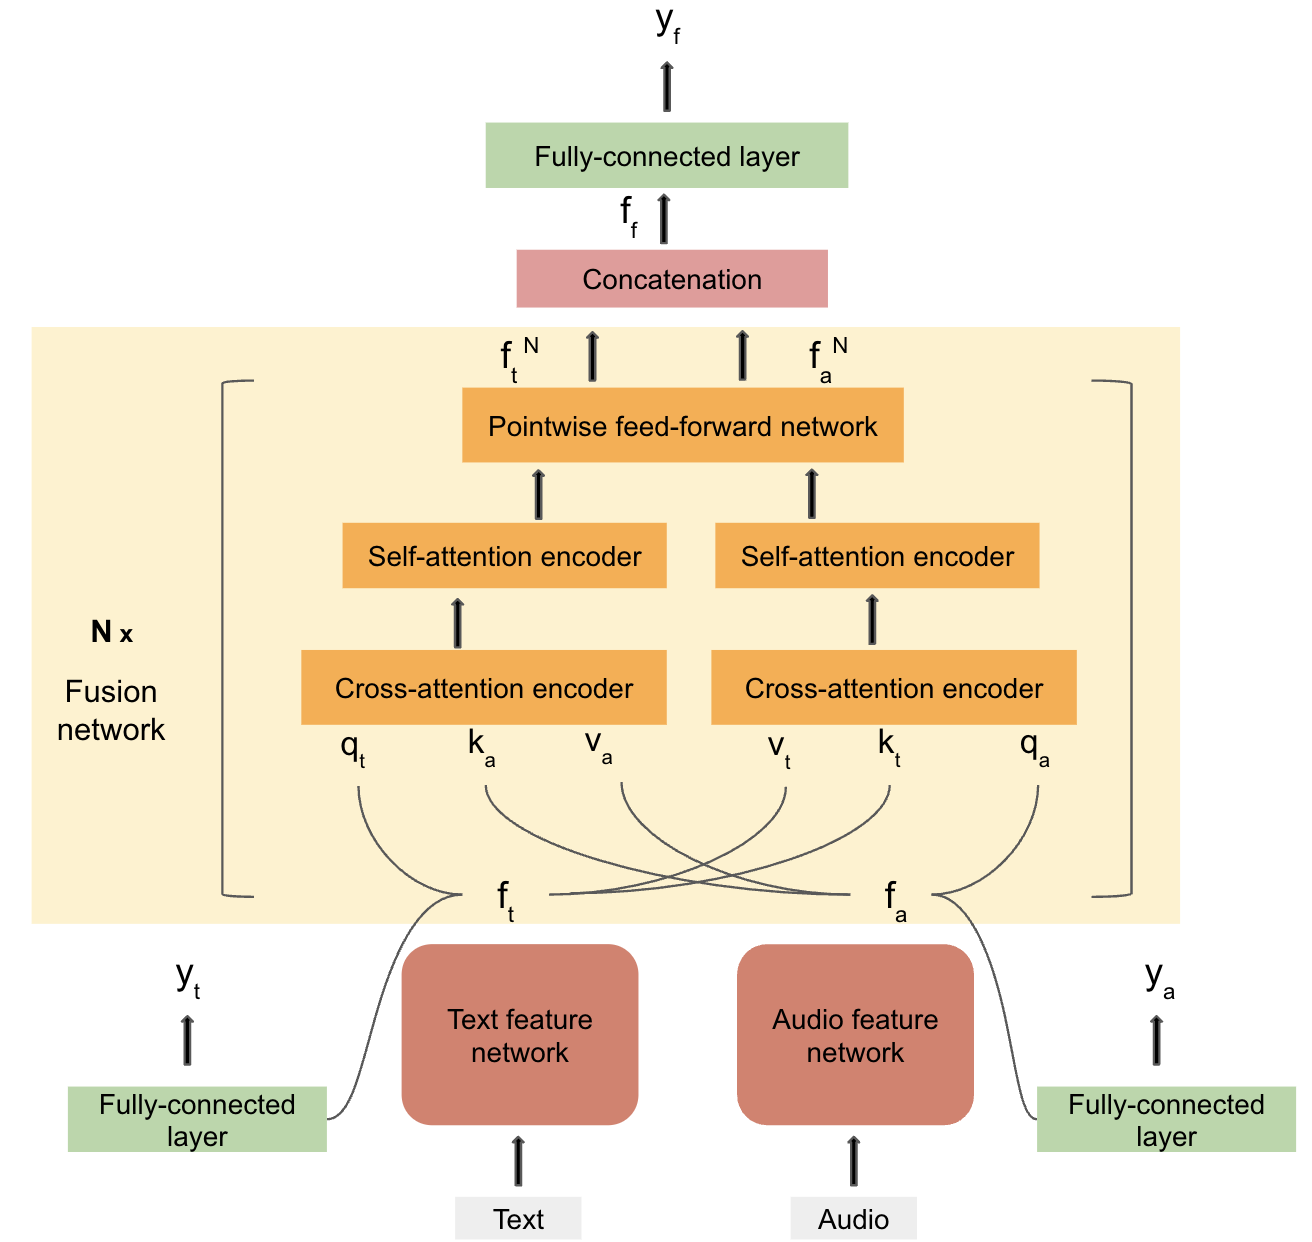 y_f
Fully-connected layer
f_f
Concatenation
f_t^N f_a^N
Pointwise feed-forward network
Self-attention encoder Self-attention encoder
N x
Fusion
network
Cross-attention encoder Cross-attention encoder
q_t k_a v_a v_t k_t q_a
f_t f_a
y_t y_a
Text feature
network
Audio feature
network
Fully-connected
layer
Fully-connected
layer
Text Audio